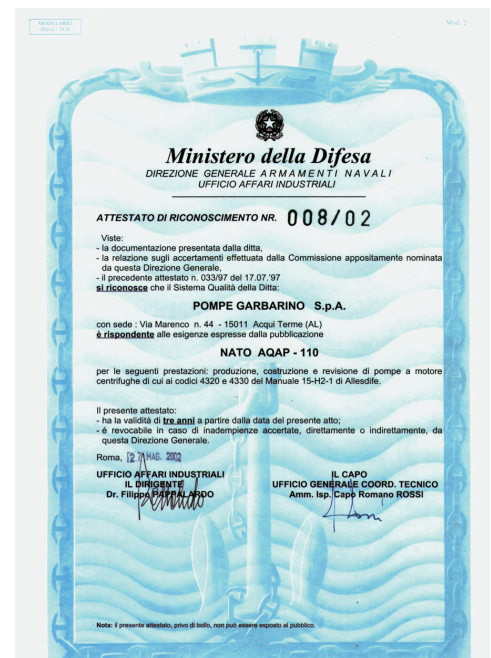 MODULARIO
Mod. 5
Ministero della Difesa
DIREZIONE GENERALE ARMAMENTI NAVALI
UFFICIO AFFARI INDUSTRIALI
ATTESTATO DI RICONOSCIMENTO NR. 008/02
Viste:
- la documentazione presentata dalla ditta,
- la relazione sugli accertamenti effettuata dalla Commissione appositamente nominata
da questa Direzione Generale,
- il precedente attestato n. 033/97 del 17.07.'97
si riconosce che il Sistema Qualità della Ditta:
POMPE GARBARINO S.p.A.
con sede : Via Marenco n. 44 - 15011 Acqui Terme (AL)
è rispondente alle esigenze espresse dalla pubblicazione
NATO AQAP - 110
per le seguenti prestazioni: produzione, costruzione e revisione di pompe a motore
centrifughe di cui ai codici 4320 e 4330 del Manuale 15-H2-1 di Allesdife.
Il presente attestato:
- ha la validità di tre anni a partire dalla data del presente atto;
- è revocabile in caso di inadempienze accertate, direttamente o indirettamente, da
questa Direzione Generale.
Roma, 27 MAG. 2002
UFFICIO AFFARI INDUSTRIALI
IL DIRIGENTE
Dr. Filippo PAPPALARDO
IL CAPO
UFFICIO GENERALE COORD. TECNICO
Amm. Isp. Capo Romano ROSSI
Nota: il presente attestato, privo di bollo, non può essere esposto al pubblico.